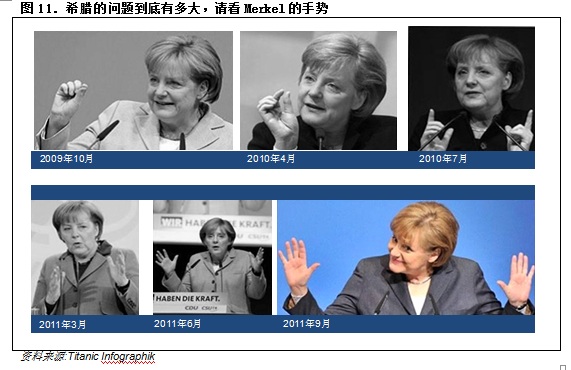 图 11. 希腊的问题到底有多大，请看 Merkel 的手势
2009年10月
2010年4月
2010年7月
WIR HABEN DIE KRAFT.
HABEN DIE KRAFT.
CDU CSU
2011年3月
2011年6月
2011年9月
资料来源:Titanic Infographik